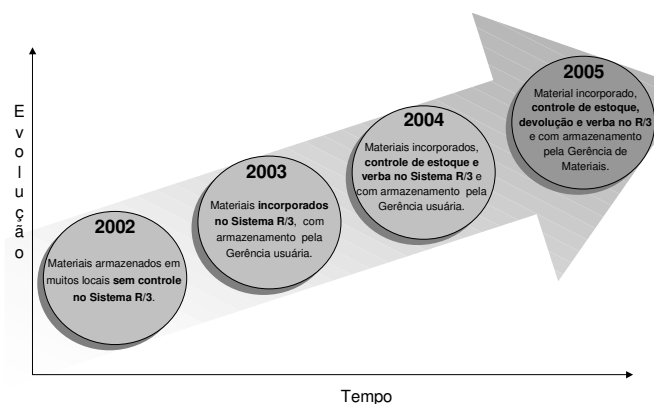 Evolução
2002
Materiais armazenados em
muitos locais sem controle
no Sistema R/3.
2003
Materiais incorporados
no Sistema R/3, com
armazenamento pela
Gerência usuária.
2004
Materiais incorporados,
controle de estoque e
verba no Sistema R/3 e
com armazenamento pela
Gerência usuária.
2005
Material incorporado,
controle de estoque,
devolução e verba no R/3
e com armazenamento
pela Gerência de
Materiais.
Tempo